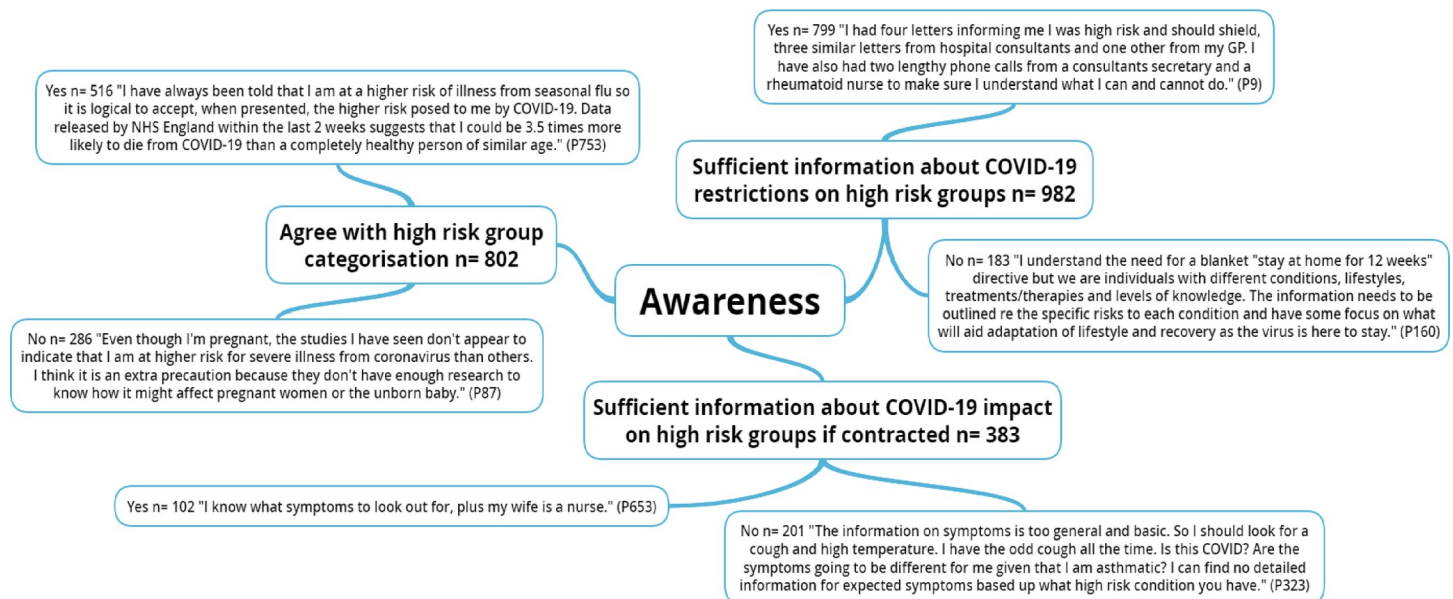 Yes n= 799 "I had four letters informing me I was high risk and should shield,
three similar letters from hospital consultants and one other from my GP. I
have also had two lengthy phone calls from a consultants secretary and a
rheumatoid nurse to make sure I understand what I can and cannot do." (P9)
Yes n= 516 "I have always been told that I am at a higher risk of illness from seasonal flu so
it is logical to accept, when presented, the higher risk posed to me by COVID-19. Data
released by NHS England within the last 2 weeks suggests that I could be 3.5 times more
likely to die from COVID-19 than a completely healthy person of similar age." (P753)
Sufficient information about COVID-19
restrictions on high risk groups n= 982
Agree with high risk group
categorisation n= 802
No n= 183 "I understand the need for a blanket "stay at home for 12 weeks"
directive but we are individuals with different conditions, lifestyles,
treatments/therapies and levels of knowledge. The information needs to be
outlined re the specific risks to each condition and have some focus on what
will aid adaptation of lifestyle and recovery as the virus is here to stay." (P160)
Awareness
No n= 286 "Even though I'm pregnant, the studies I have seen don't appear to
indicate that I am at higher risk for severe illness from coronavirus than others.
I think it is an extra precaution because they don't have enough research to
know how it might affect pregnant women or the unborn baby." (P87)
Sufficient information about COVID-19 impact
on high risk groups if contracted n= 383
Yes n= 102 "I know what symptoms to look out for, plus my wife is a nurse." (P653)
No n= 201 "The information on symptoms is too general and basic. So I should look for a
cough and high temperature. I have the odd cough all the time. Is this COVID? Are the
symptoms going to be different for me given that I am asthmatic? I can find no detailed
information for expected symptoms based up what high risk condition you have." (P323)